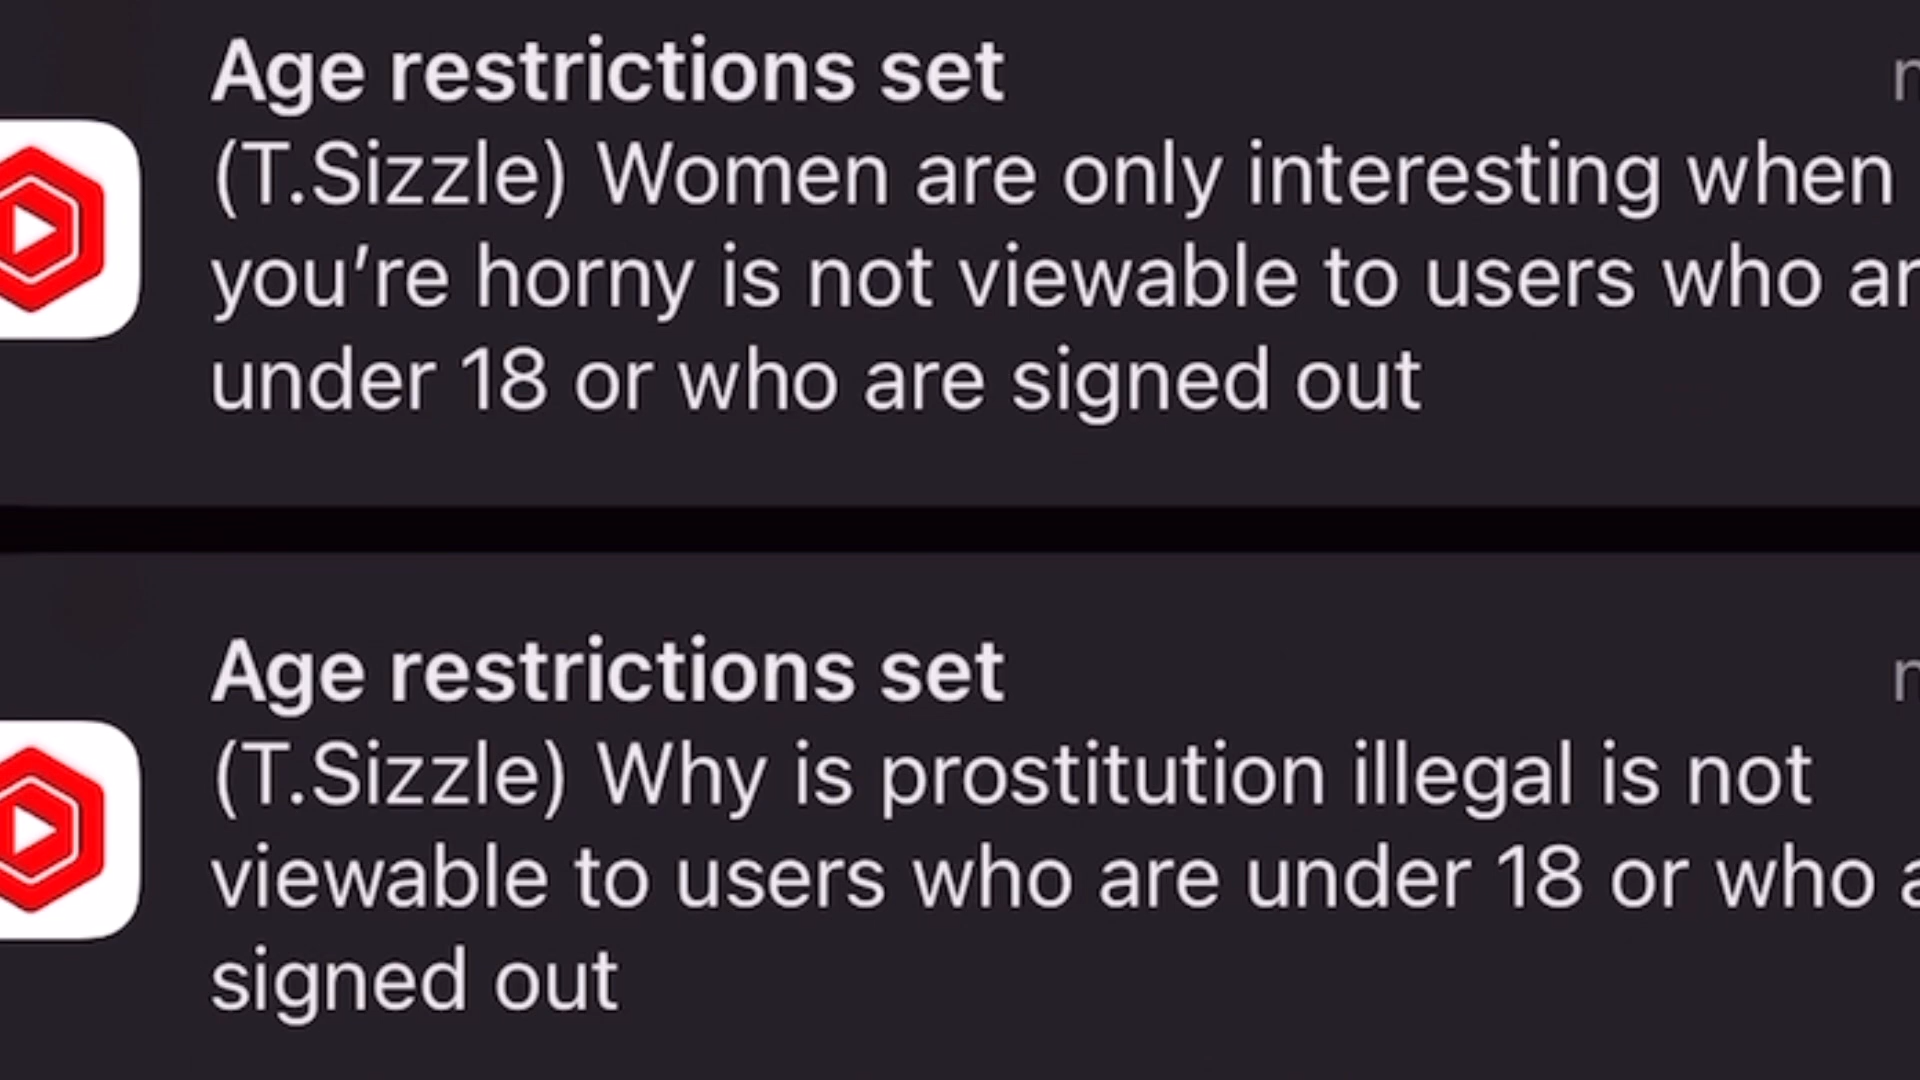 Age restrictions set
(T.Sizzle) Women are only interesting when
you’re horny is not viewable to users who
under 18 or who are signed out
Age restrictions set
(T.Sizzle) Why is prostitution illegal is not
viewable to users who are under 18 or who
signed out